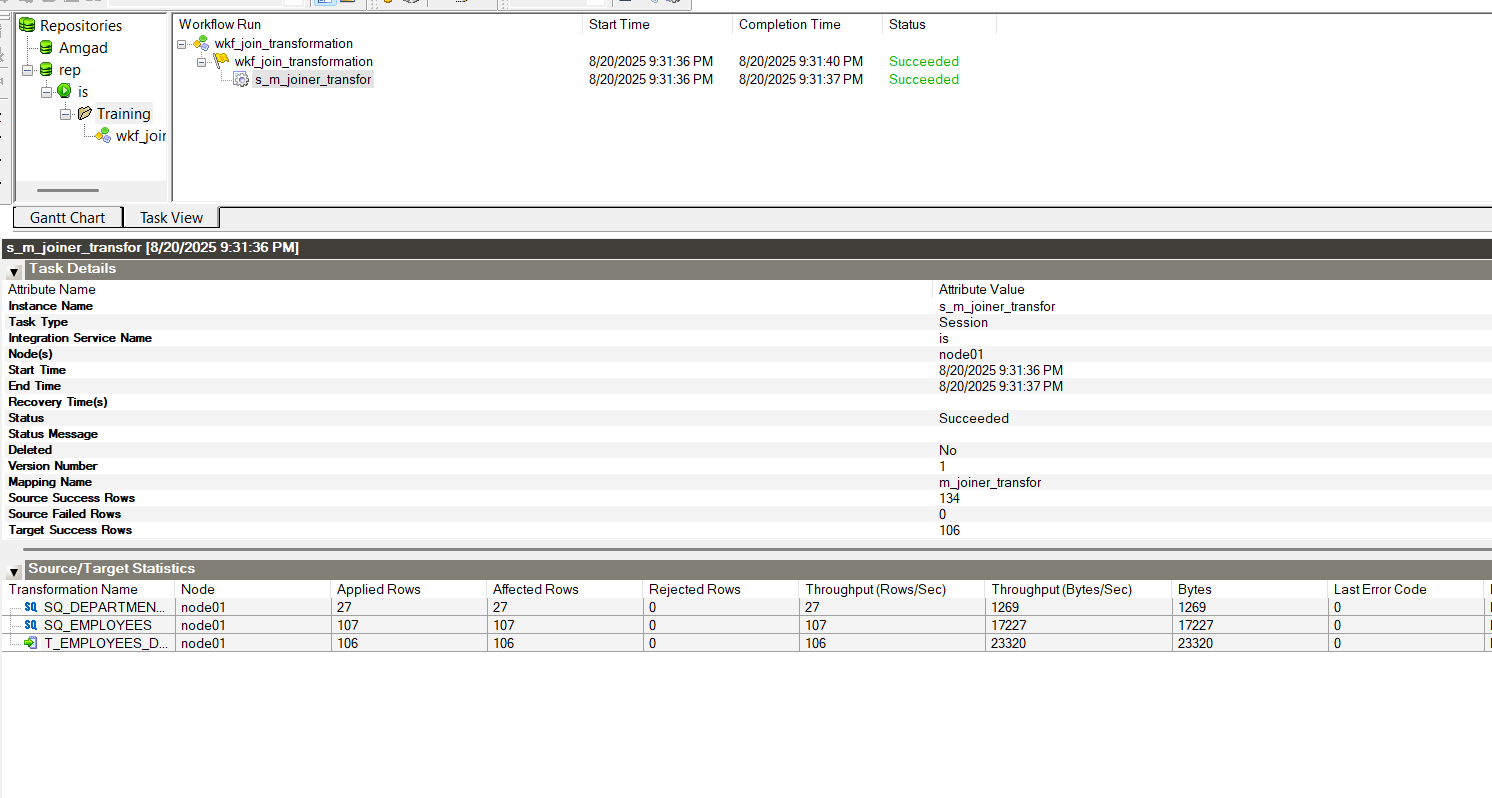 Repositories
Amgad
rep
is
Training
wkf_joir
Workflow Run Start Time Completion Time Status
wkf_join_transformation
wkf_join_transformation 8/20/2025 9:31:36 PM 8/20/2025 9:31:40 PM Succeeded
s_m_joiner_transfor 8/20/2025 9:31:36 PM 8/20/2025 9:31:37 PM Succeeded
Gantt Chart Task View
s_m_joiner_transfor [8/20/2025 9:31:36 PM]
Task Details
Attribute Name Attribute Value
Instance Name s_m_joiner_transfor
Task Type Session
Integration Service Name is
Node(s) node01
Start Time 8/20/2025 9:31:36 PM
End Time 8/20/2025 9:31:37 PM
Recovery Time(s)
Status Succeeded
Status Message
Deleted No
Version Number 1
Mapping Name m_joiner_transfor
Source Success Rows 134
Source Failed Rows 0
Target Success Rows 106
Source/Target Statistics
Transformation Name Node Applied Rows Affected Rows Rejected Rows Throughput (Rows/Sec) Throughput (Bytes/Sec) Bytes Last Error Code
SQ SQ_DEPARTMEN... node01 27 27 0 27 1269 1269 0
SQ SQ_EMPLOYEES node01 107 107 0 107 17227 17227 0
T_EMPLOYEES_D... node01 106 106 0 106 23320 23320 0